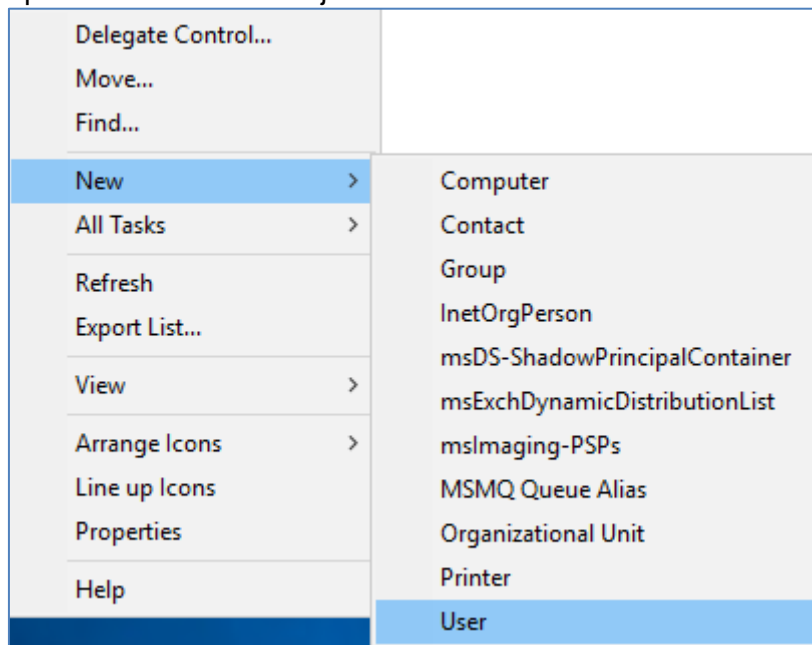 Delegate Control...
Move...
Find...
New
All Tasks
Refresh
Export List...
View
Arrange Icons
Line up Icons
Properties
Help
Computer
Contact
Group
InetOrgPerson
msDS-ShadowPrincipalContainer
msExchDynamicDistributionList
msImaging-PSPs
MSMQ Queue Alias
Organizational Unit
Printer
User